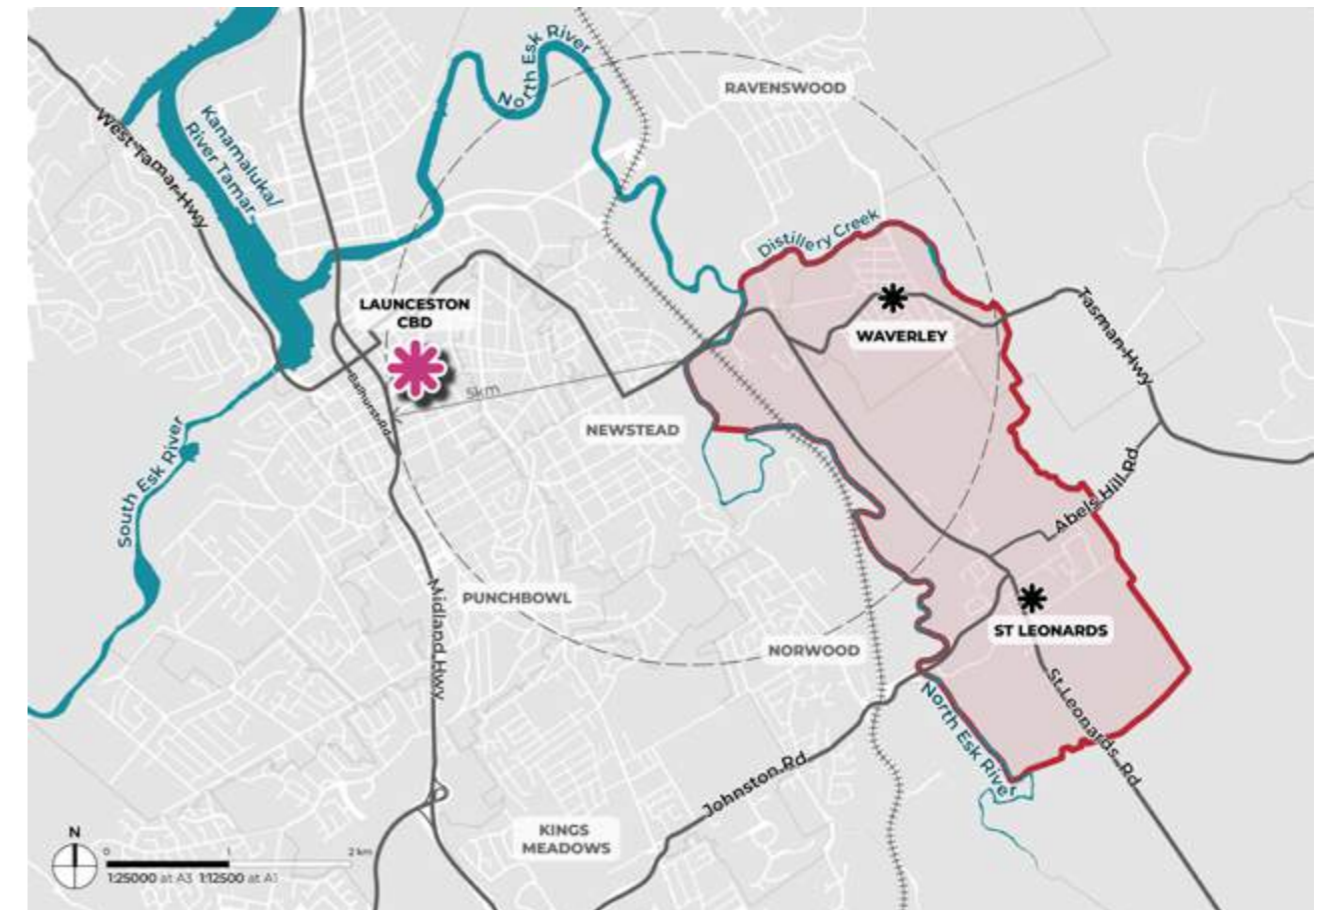 North Esk River
RAVENSWOOD
West Tamar Hwy
Kanamaluka/
River Tamar
Distillery Creek
LAUNCESTON
CBD
WAVERLEY
Tasman Hwy
Bathurst Rd
5km
NEWSTEAD
South Esk River
Abels Hill Rd
PUNCHBOWL
Midland Hwy
ST LEONARDS
NORWOOD
St Leonards Rd
North Esk River
Johnston Rd
KINGS
MEADOWS
N
0 1 2 km
1:25000 at A3 1:12500 at A1